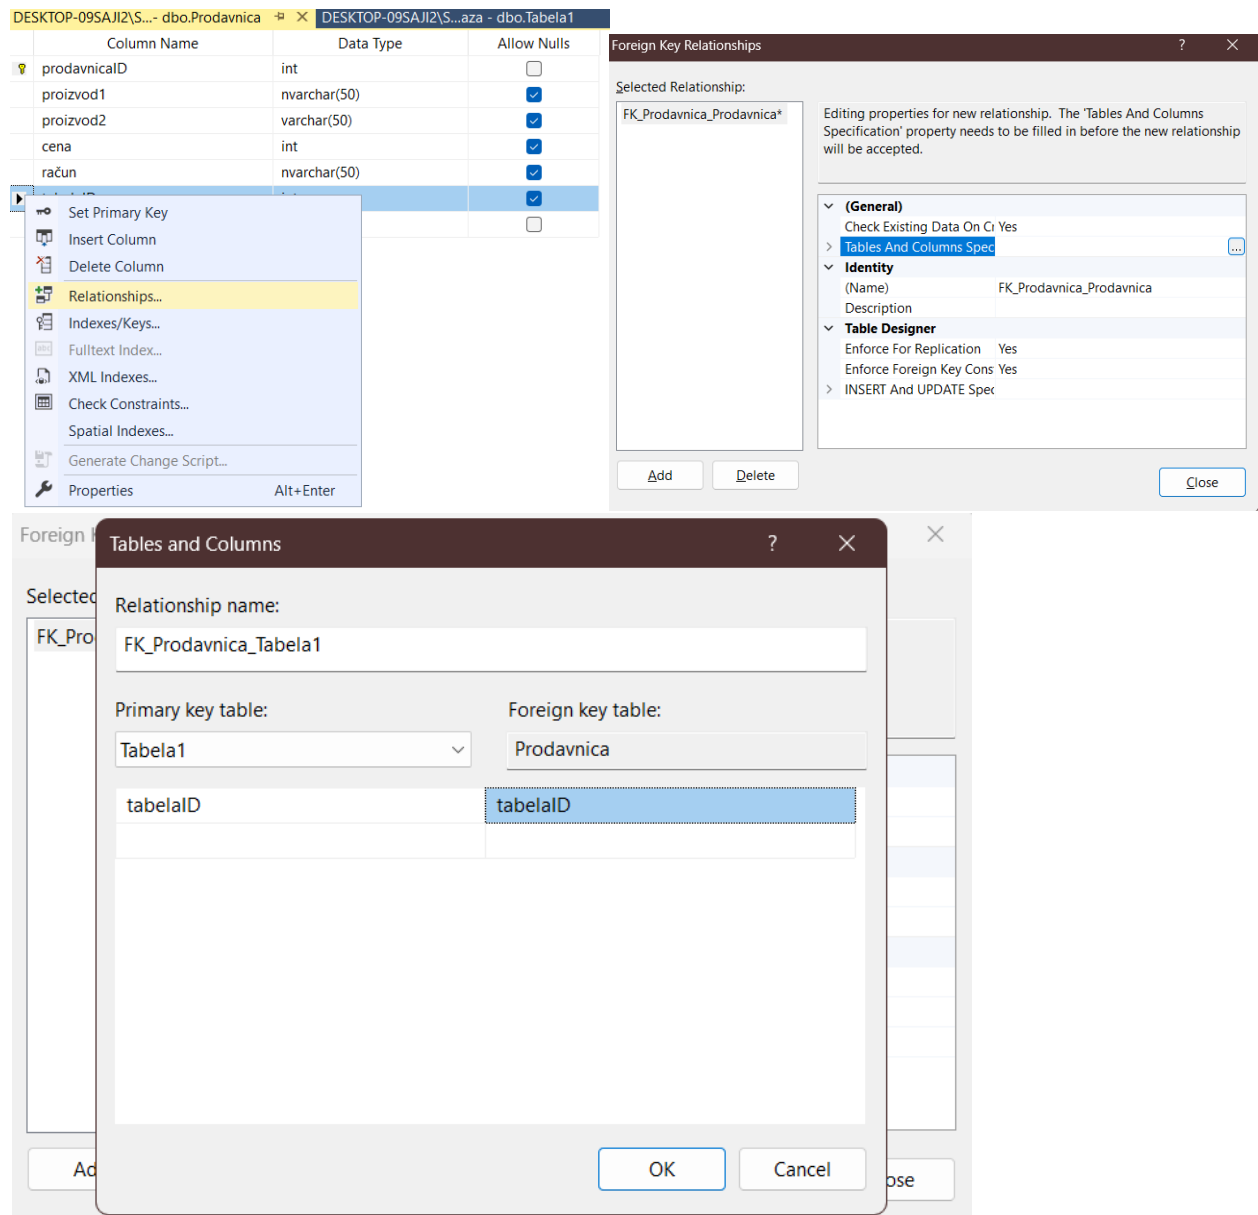 DESKTOP-09SAJI2\S...- dbo.Prodavnica
DESKTOP-09SAJI2\S...aza - dbo.Tabela1
Column Name Data Type Allow Nulls
prodavnicaID int
proizvod1 nvarchar(50)
proizvod2 varchar(50)
cena int
račun nvarchar(50)
Set Primary Key
Insert Column
Delete Column
Relationships...
Indexes/Keys...
Fulltext Index...
XML Indexes...
Check Constraints...
Spatial Indexes...
Generate Change Script...
Properties Alt+Enter
Foreign Key Relationships ?
Selected Relationship:
FK_Prodavnica_Prodavnica*
Editing properties for new relationship. The 'Tables And Columns
Specification' property needs to be filled in before the new relationship
will be accepted.
(General)
Check Existing Data On Cr Yes
Tables And Columns Spec ...
Identity
(Name) FK_Prodavnica_Prodavnica
Description
Table Designer
Enforce For Replication Yes
Enforce Foreign Key Cons Yes
INSERT And UPDATE Spec
Add Delete
Close
Foreign K
Selected
FK_Pro
Ad
ose
Tables and Columns ?
Relationship name:
FK_Prodavnica_Tabela1
Primary key table: Foreign key table:
Tabela1 Prodavnica
tabelaID tabelaID
OK Cancel